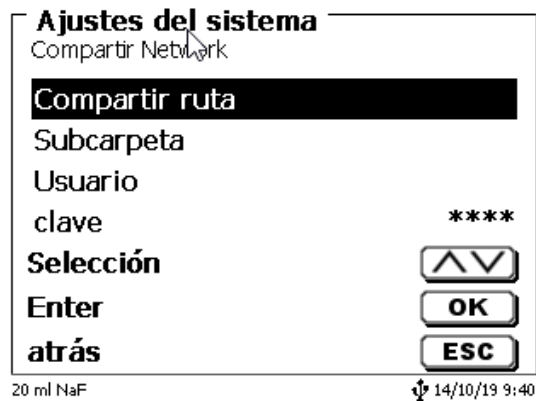 Ajustes del sistema
Compartir Network
Compartir ruta
Subcarpeta
Usuario
clave ****
Selección
Enter OK
atrás ESC
20 ml NaF 14/10/19 9:40